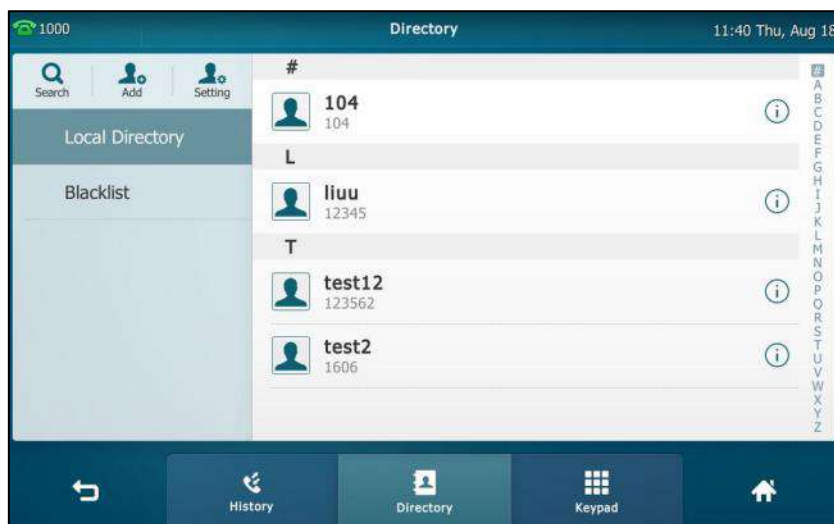 1000
Directory
11:40 Thu, Aug 18
Search
Add
Setting
Local Directory
Blacklist
#
104
104
L
liuu
12345
T
test12
123562
test2
1606
#
A
B
C
D
E
F
G
H
I
J
K
L
M
N
O
P
Q
R
S
T
U
V
W
X
Y
Z
History
Directory
Keypad